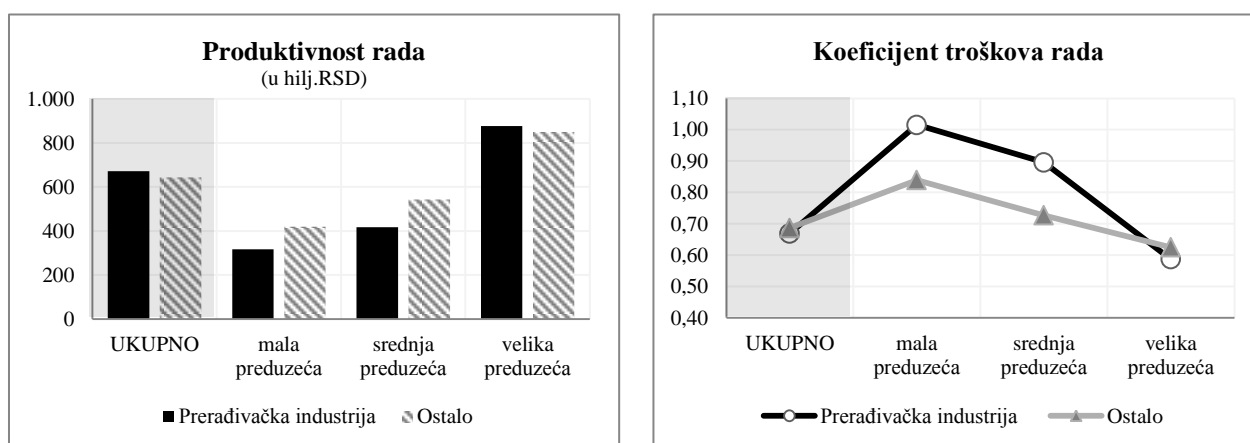 Produktivnost rada
(u hilj.RSD)
1.000
800
600
400
200
0
UKUPNO
mala preduzeća
srednja preduzeća
velika preduzeća
Prerađivačka industrija
Ostalo
Koeficijent troškova rada
1,10
1,00
0,90
0,80
0,70
0,60
0,50
0,40
UKUPNO
mala preduzeća
srednja preduzeća
velika preduzeća
Prerađivačka industrija
Ostalo